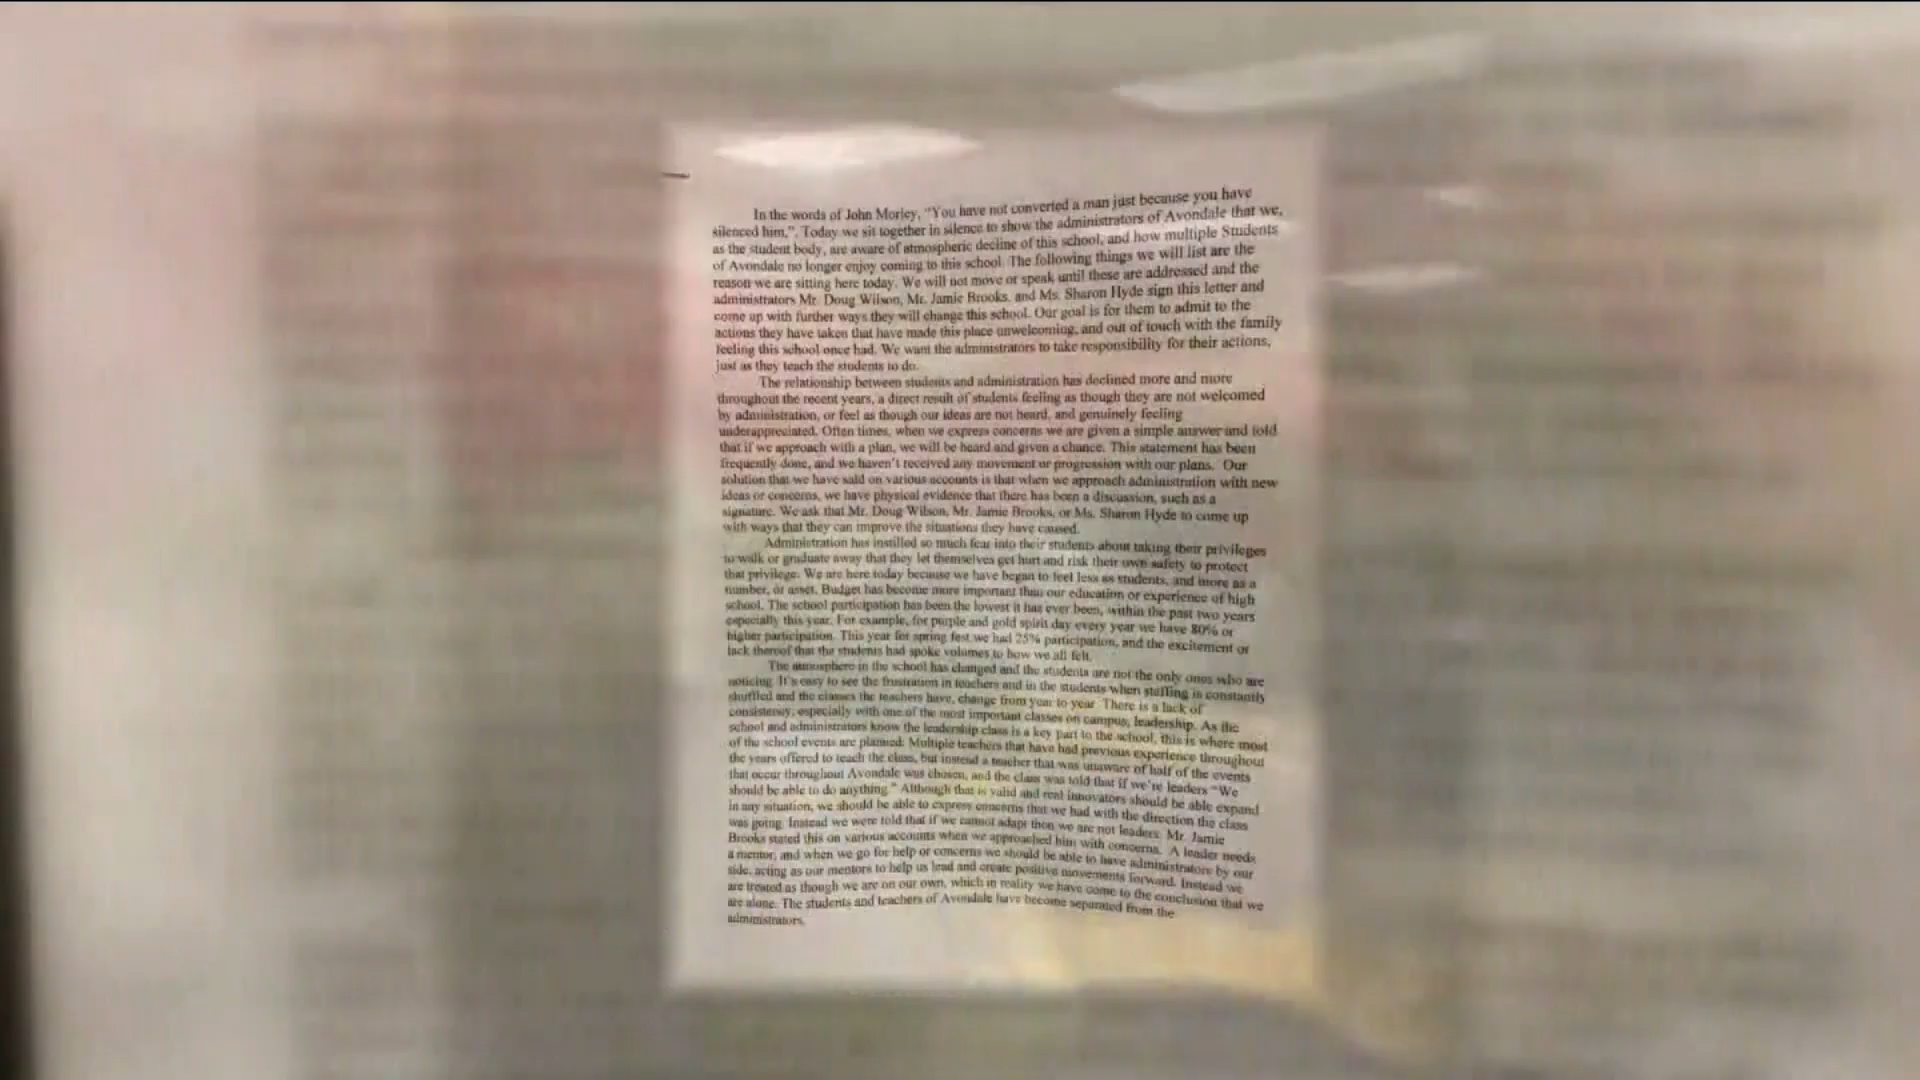 In the words of John Morley, "You have not converted a man just because you have
silenced him,". Today we sit together in silence to show the administrators of Avondale that we,
as the student body, are aware of atmospheric decline of this school, and how multiple Students
of Avondale no longer enjoy coming to this school. The following things we will list are the
reason we are sitting here today. We will not move or speak until these are addressed and the
administrators Mr. Doug Wilson, Mr. Jamie Brooks, and Ms. Sharon Hyde sign this letter and
come up with further ways they will change this school. Our goal is for them to admit to the
actions they have taken that have made this place unwelcoming, and out of touch with the family
feeling this school once had. We want the administrators to take responsibility for their actions,
just as they teach the students to do.
The relationship between students and administration has declined more and more
throughout the recent years, a direct result of students feeling as though they are not welcomed
by administration, or feel as though our ideas are not heard, and genuinely feeling
underappreciated. Often times, when we express concerns we are given a simple answer and told
that if we approach with a plan, we will be heard and given a chance. This statement has been
frequently done, and we haven't received any movement or progression with our plans. Our
solution that we have said on various accounts is that when we approach administration with new
ideas or concerns, we have physical evidence that there has been a discussion, such as a
signature. We ask that Mr. Doug Wilson, Mr. Jamie Brooks, or Ms. Sharon Hyde to come up
with ways that they can improve the situations they have caused.
Administration has instilled so much fear into their students about taking their privileges
to walk or graduate away that they let themselves get hurt and risk their own safety to protect
that privilege. We are here today because we have began to feel less as students, and more as a
number, or asset. Budget has become more important than our education or experience of high
school. The school participation has been the lowest it has ever been, within the past two years
especially this year. For example, for purple and gold spirit day every year we have 80% or
higher participation. This year for spring fest we had 25% participation, and the excitement or
lack thereof that the students had spoke volumes to how we all felt.
The atmosphere in the school has changed and the students are not the only ones who are
noticing. It's easy to see the frustration in teachers and in the students when staffing is constantly
shuffled and the classes the teachers have, change from year to year. There is a lack of
consistency, especially with one of the most important classes on campus, leadership. As the
school and administrators know the leadership class is a key part to the school, this is where most
of the school events are planned. Multiple teachers that have had previous experience throughout
the years offered to teach the class, but instead a teacher that was unaware of half of the events
that occur throughout Avondale was chosen, and the class was told that if we're leaders "We
should be able to do anything." Although that is valid and real innovators should be able expand
in any situation, we should be able to express concerns that we had with the direction the class
was going. Instead we were told that if we cannot adapt then we are not leaders. Mr. Jamie
Brooks stated this on various accounts when we approached him with concerns. A leader needs
a mentor, and when we go for help or concerns we should be able to have administrators by our
side, acting as our mentors to help us lead and create positive movements forward. Instead we
are treated as though we are on our own, which in reality we have come to the conclusion that we
are alone. The students and teachers of Avondale have become separated from the
administrators.